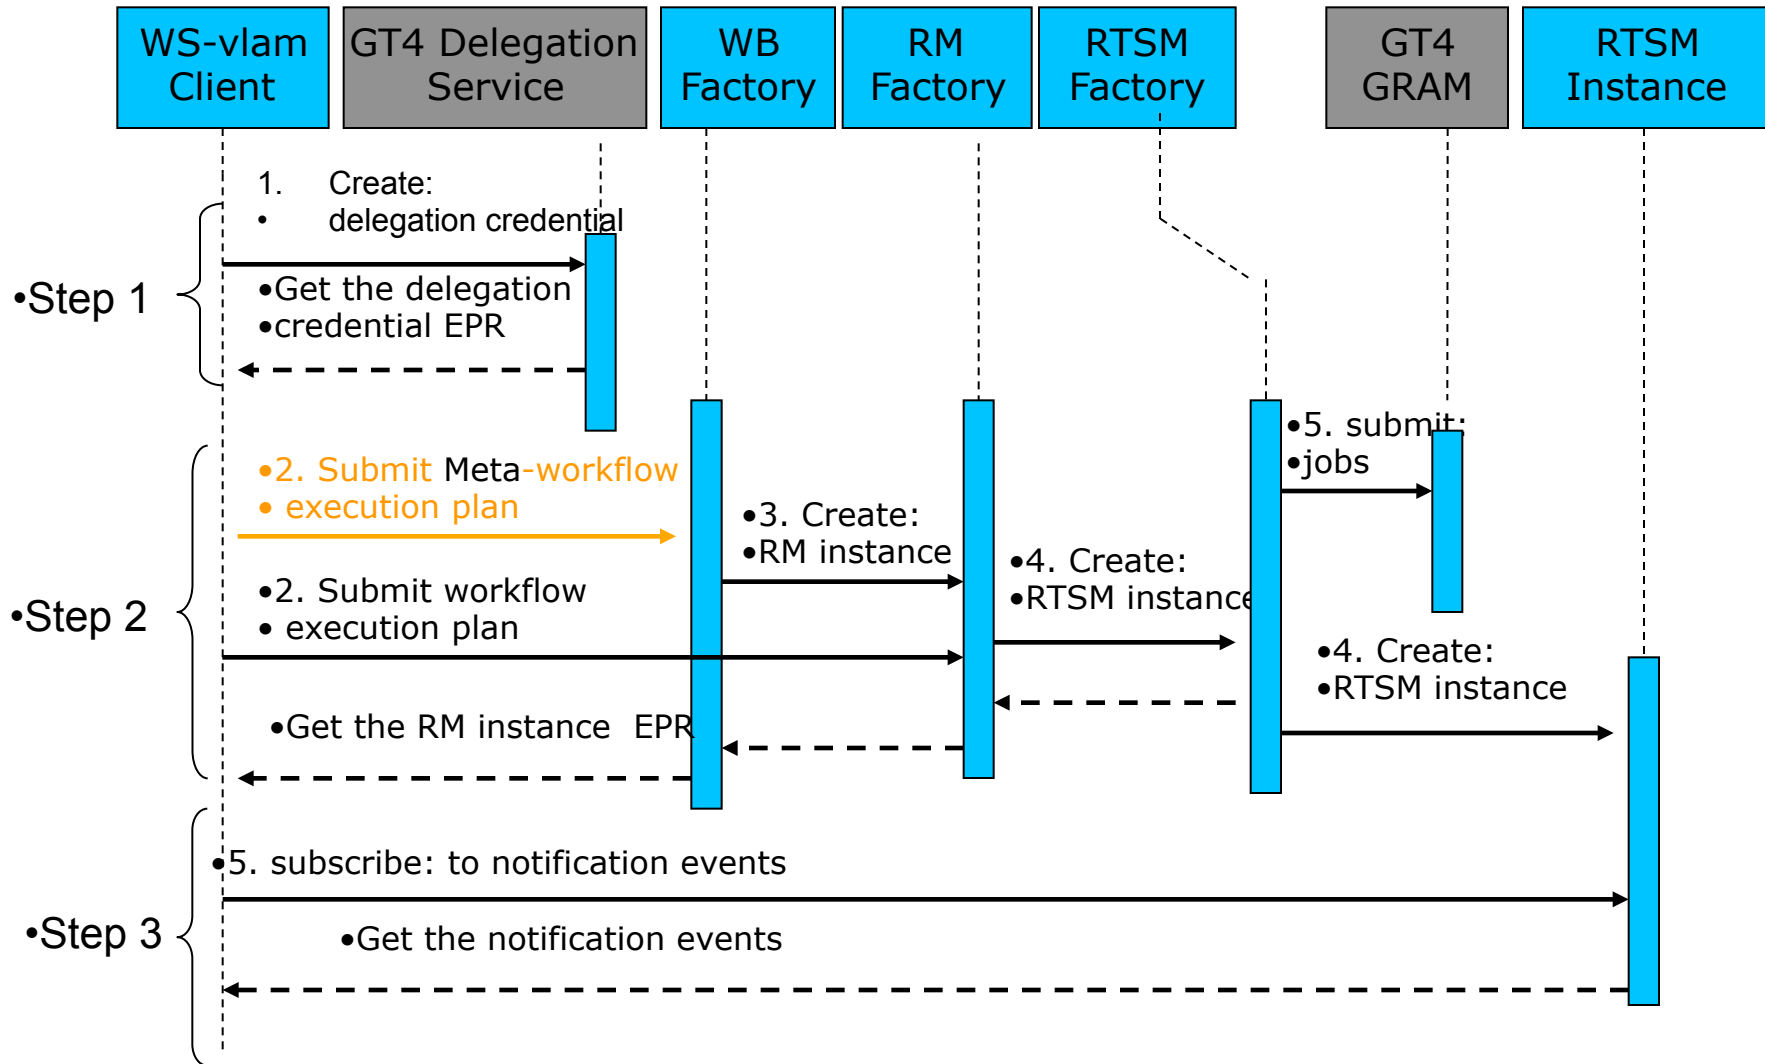 WS-vlam
Client
GT4 Delegation
Service
WB
Factory
RM
Factory
RTSM
Factory
GT4
GRAM
RTSM
Instance
1. Create:
• delegation credential
•Step 1
•Get the delegation
•credential EPR
•5. submit:
•jobs
•2. Submit Meta-workflow
• execution plan
•3. Create:
•RM instance
•4. Create:
•RTSM instance
•Step 2
•2. Submit workflow
• execution plan
•4. Create:
•RTSM instance
•Get the RM instance EPR
•5. subscribe: to notification events
•Step 3
•Get the notification events